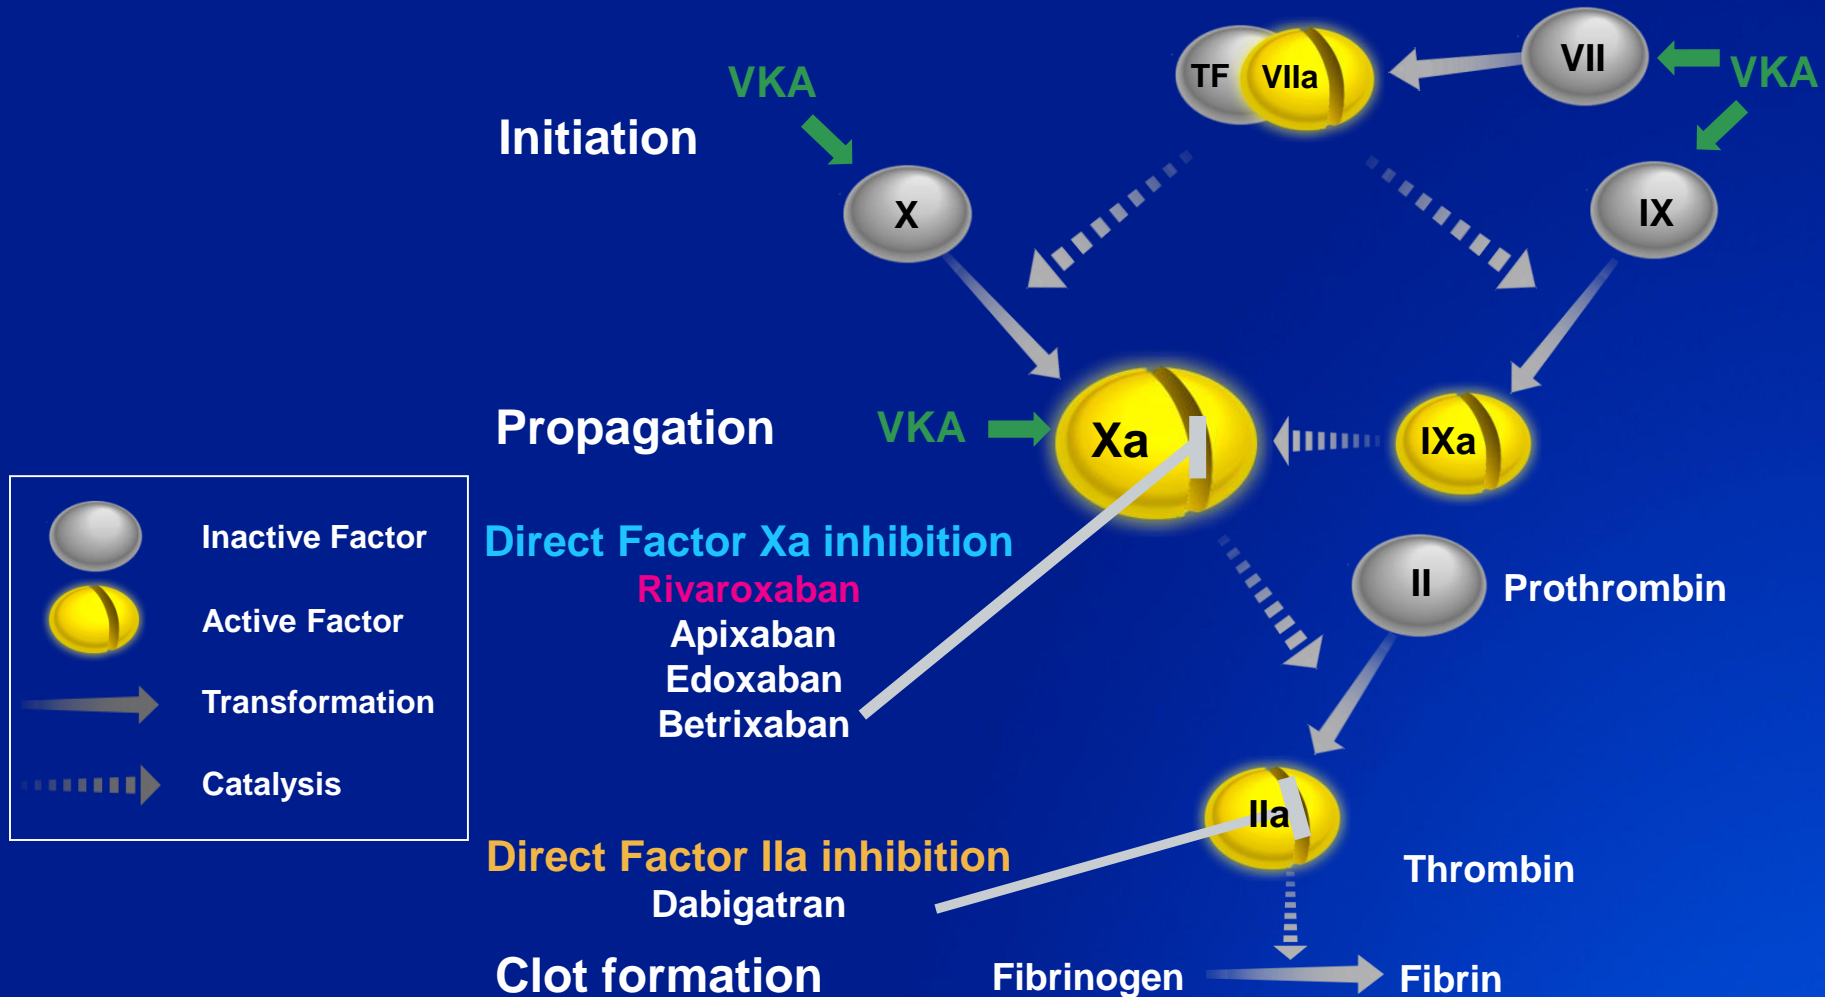 VKA
Initiation
TF
VIIa
VII
VKA
X
IX
Propagation
VKA
Xa
IXa
Inactive Factor
Active Factor
Transformation
Catalysis
Direct Factor Xa inhibition
Rivaroxaban
Apixaban
Edoxaban
Betrixaban
II
Prothrombin
IIa
Thrombin
Direct Factor IIa inhibition
Dabigatran
Clot formation
Fibrinogen
Fibrin